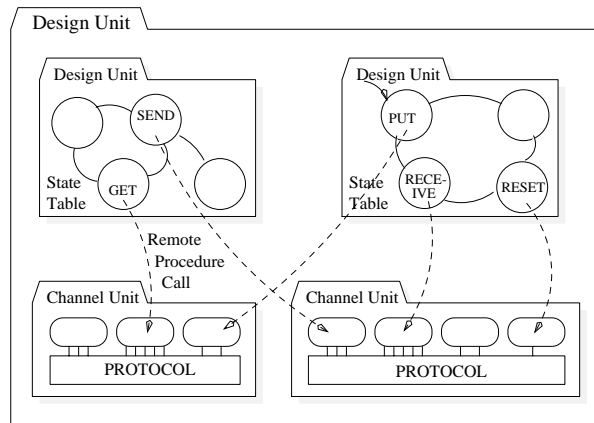 Design Unit
Design Unit
SEND
GET
State
Table
Design Unit
PUT
RECE-
IVE
RESET
State
Table
Remote
Procedure
Call
Channel Unit
PROTOCOL
Channel Unit
PROTOCOL